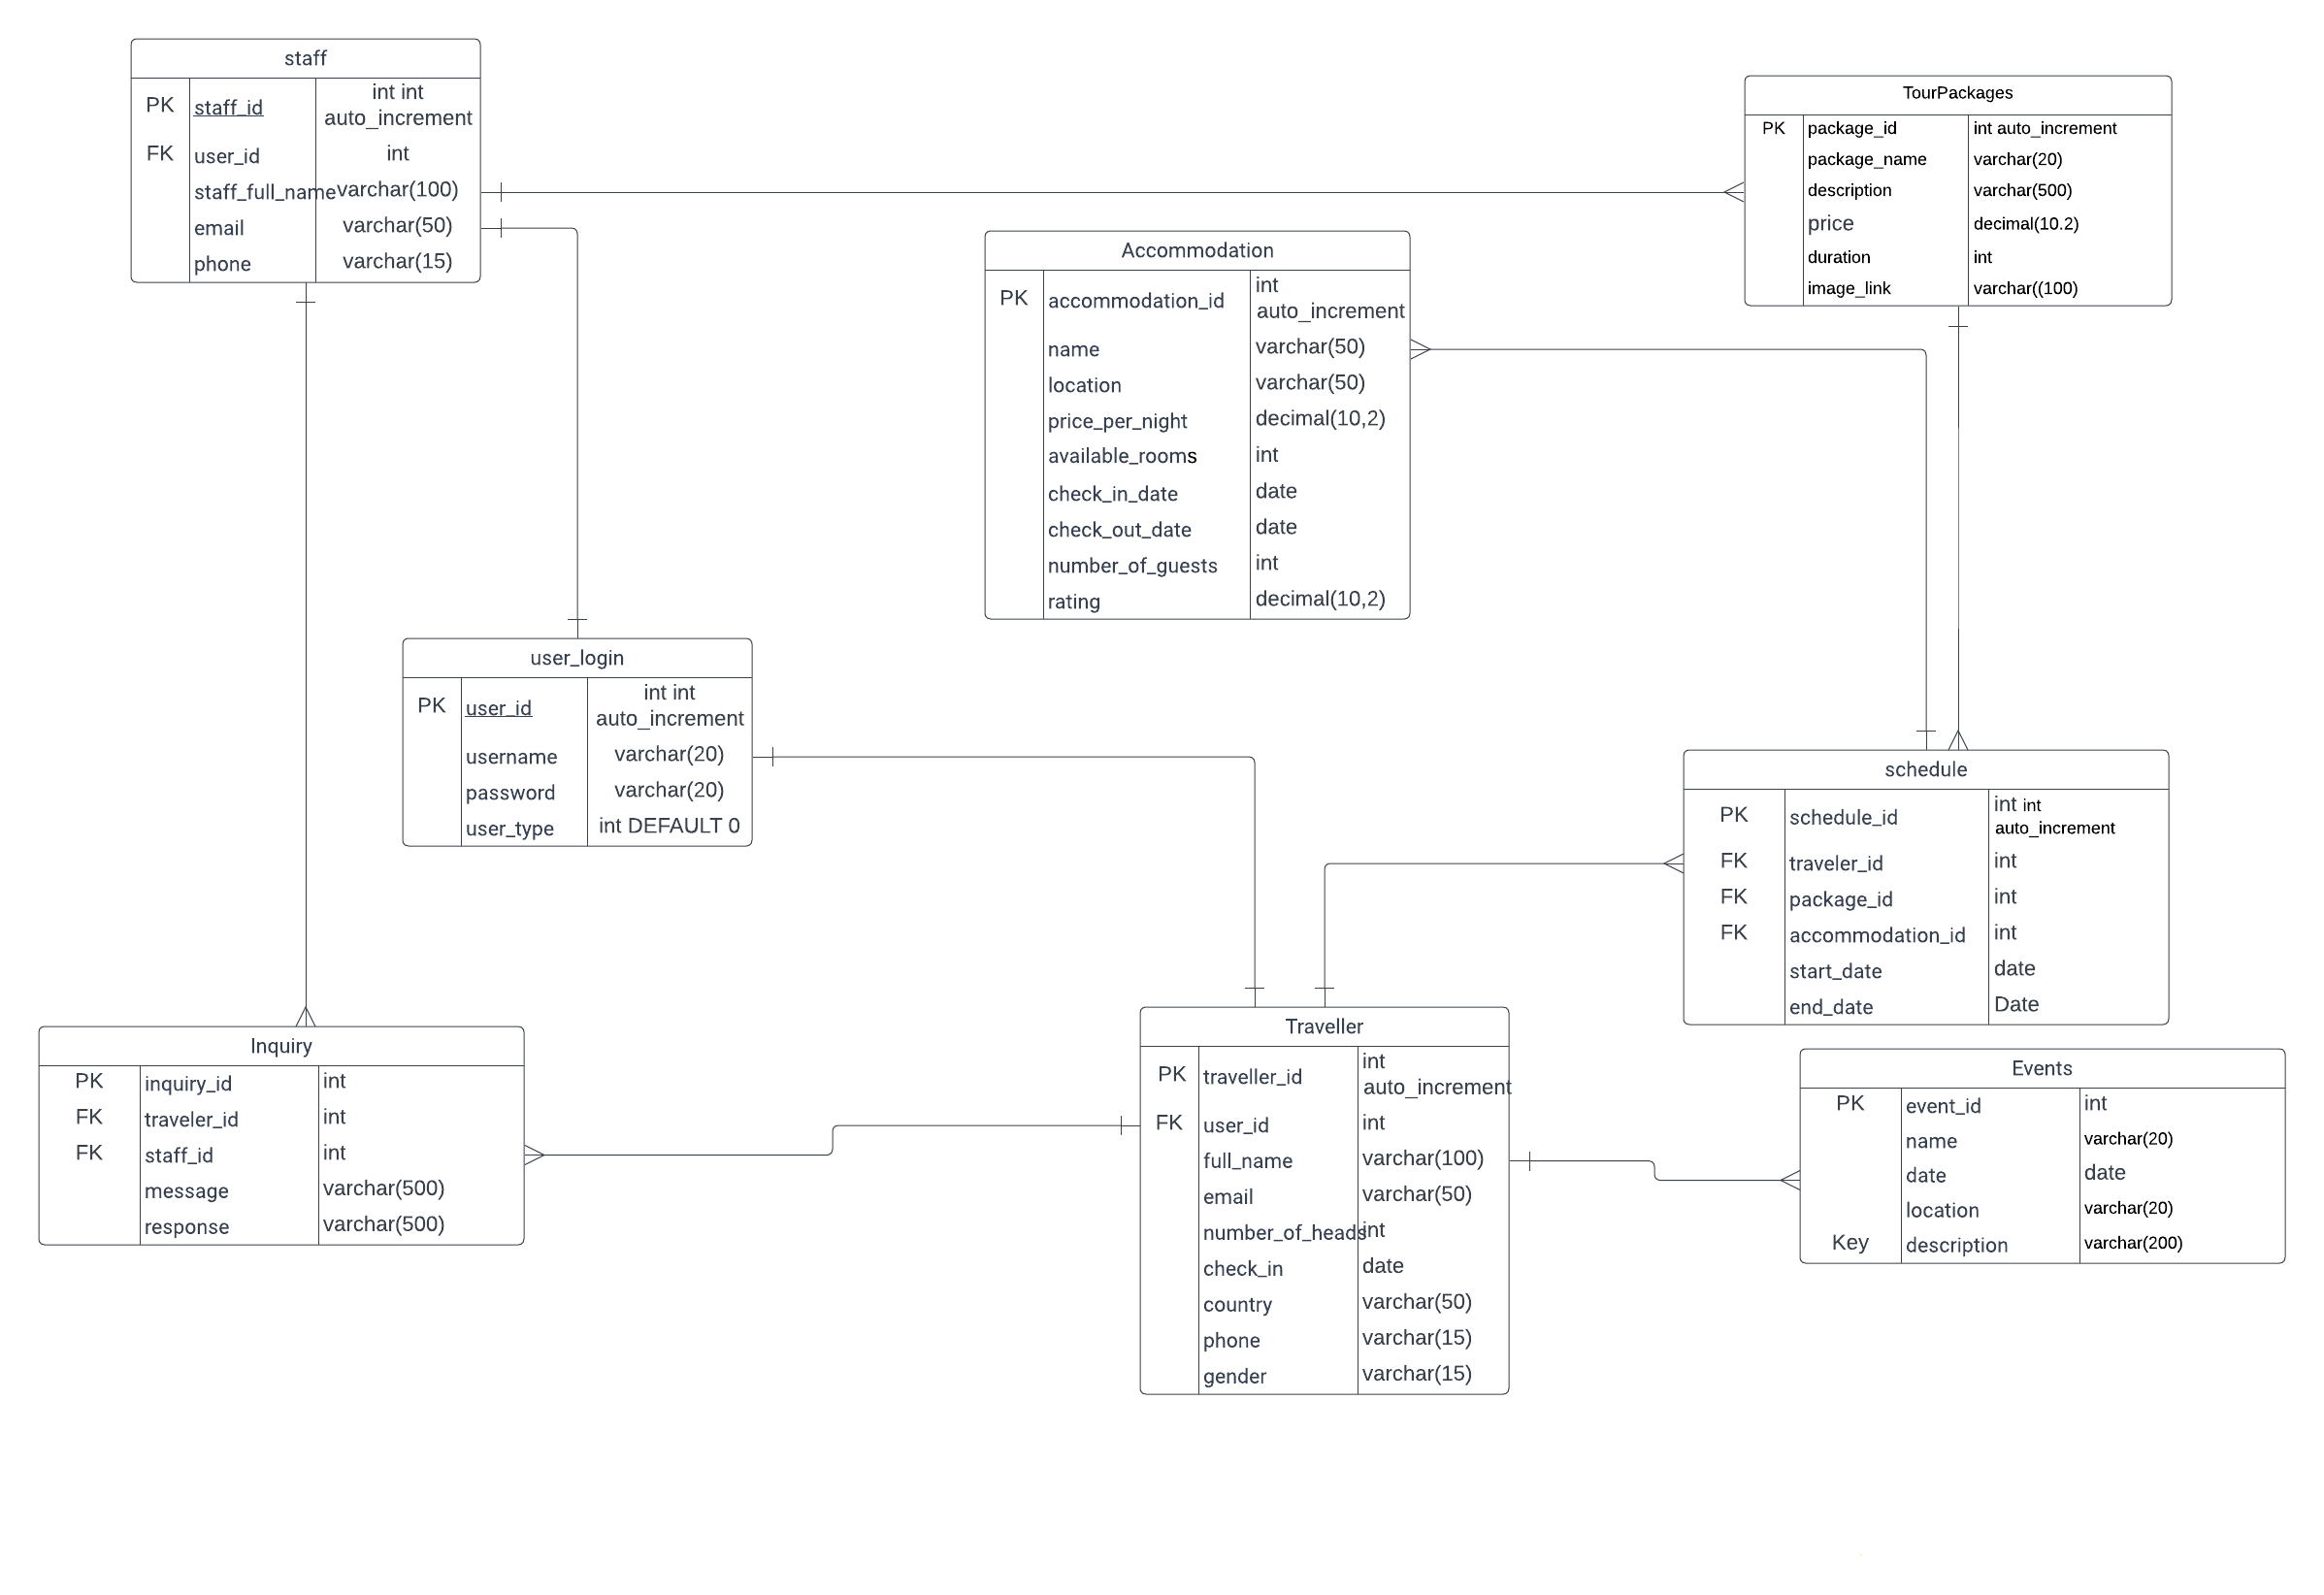 staff
PK staff_id int int
auto_increment
FK user_id int
staff_full_name varchar(100)
email varchar(50)
phone varchar(15)
TourPackages
PK package_id int auto_increment
package_name varchar(20)
description varchar(500)
price decimal(10.2)
duration int
image_link varchar((100)
Accommodation
PK accommodation_id int
auto_increment
name varchar(50)
location varchar(50)
price_per_night decimal(10,2)
available_rooms int
check_in_date date
check_out_date date
number_of_guests int
rating decimal(10,2)
user_login
PK user_id int int
auto_increment
username varchar(20)
password varchar(20)
user_type int DEFAULT 0
schedule
PK schedule_id int int
auto_increment
FK traveler_id int
FK package_id int
FK accommodation_id int
start_date date
end_date Date
Inquiry
PK inquiry_id int
FK traveler_id int
FK staff_id int
message varchar(500)
response varchar(500)
Traveller
PK traveller_id int
auto_increment
FK user_id int
full_name varchar(100)
email varchar(50)
number_of_heads int
check_in date
country varchar(50)
phone varchar(15)
gender varchar(15)
Events
PK event_id int
name varchar(20)
date date
location varchar(20)
Key description varchar(200)